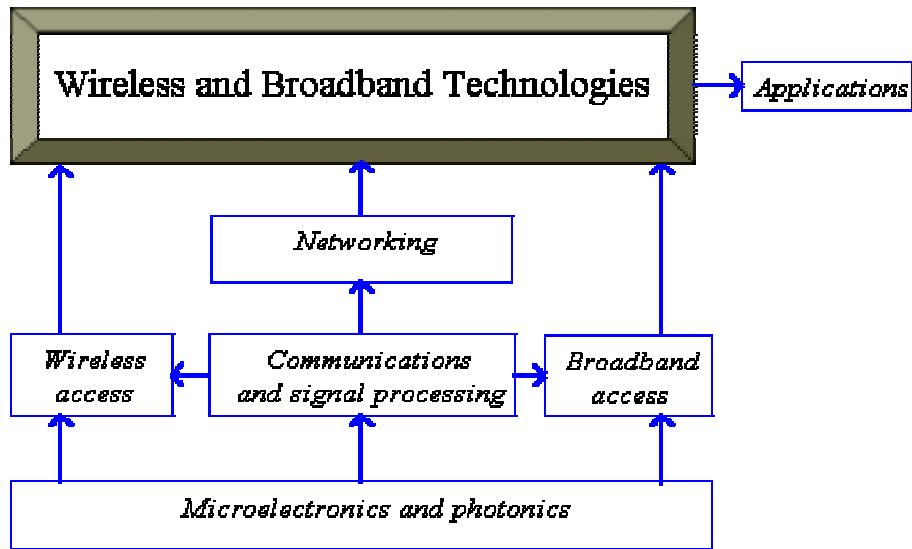 Wireless and Broadband Technologies
Applications
Networking
Wireless
access
Communications
and signal processing
Broadband
access
Microelectronics and photonics